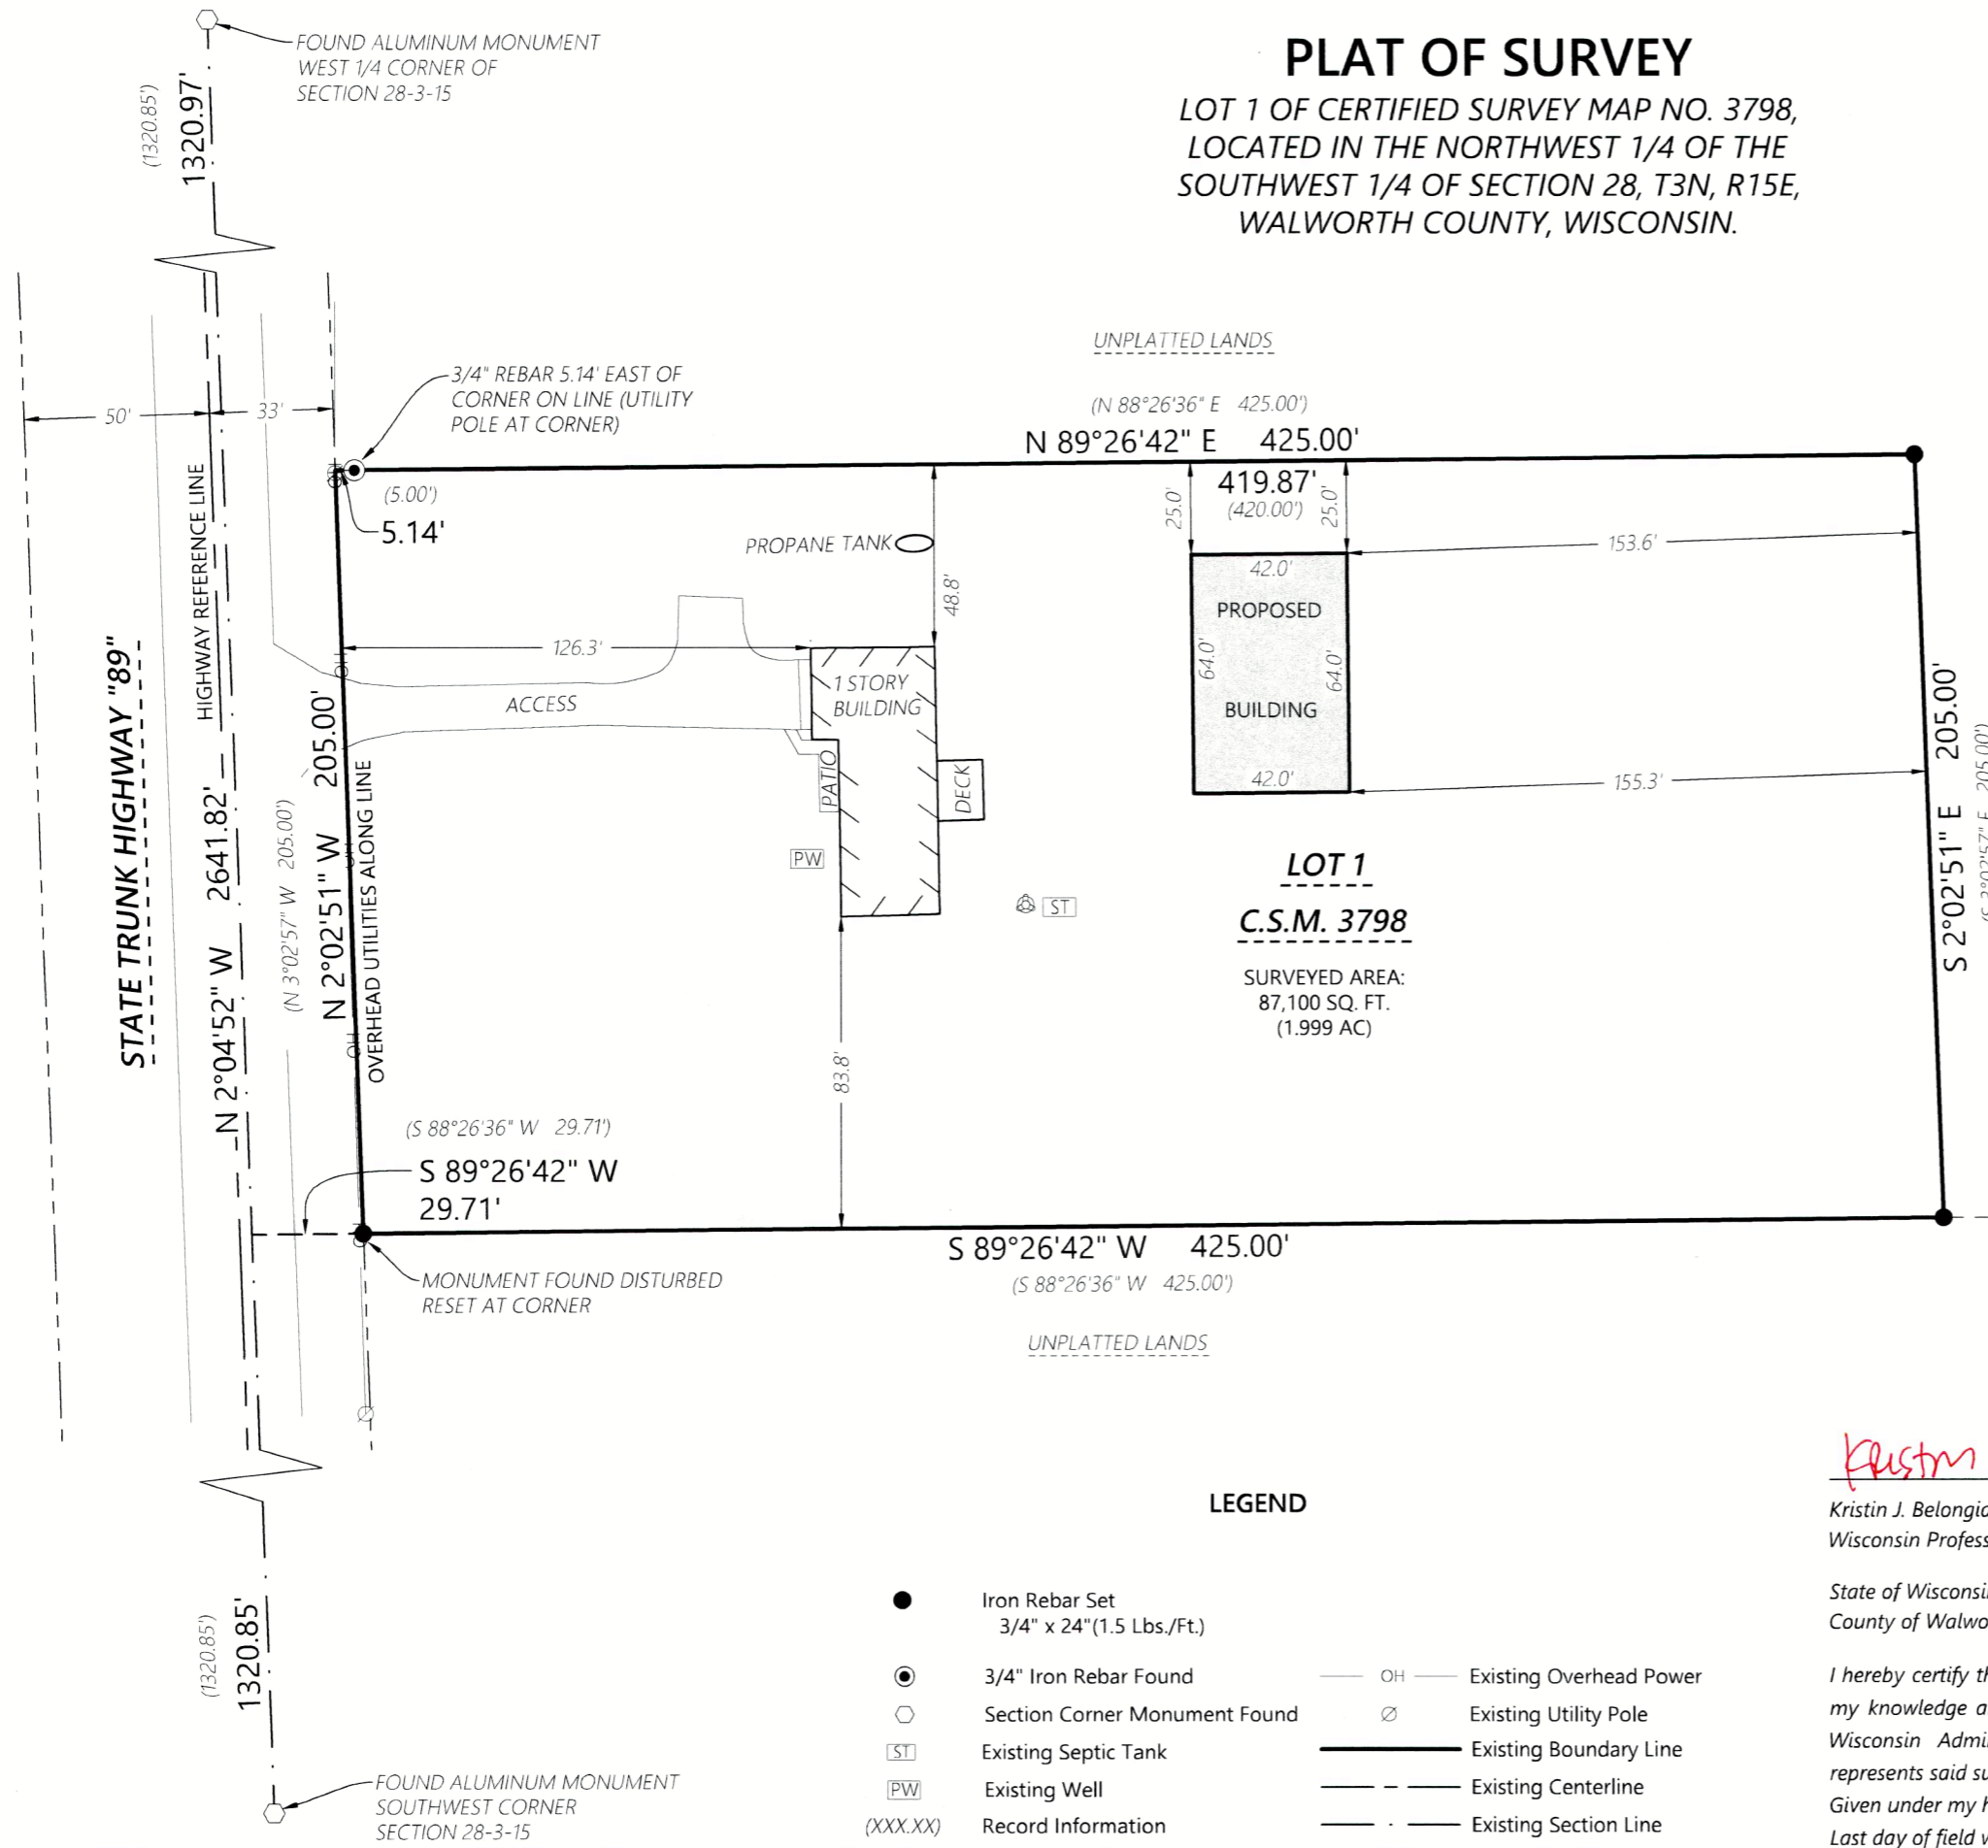 PLAT OF SURVEY
LOT 1 OF CERTIFIED SURVEY MAP NO. 3798,
LOCATED IN THE NORTHWEST 1/4 OF THE
SOUTHWEST 1/4 OF SECTION 28, T3N, R15E,
WALWORTH COUNTY, WISCONSIN.
FOUND ALUMINUM MONUMENT
WEST 1/4 CORNER OF
SECTION 28-3-15
(1320.85')
1320.97'
50'
33'
3/4" REBAR 5.14' EAST OF
CORNER ON LINE (UTILITY
POLE AT CORNER)
UNPLATTED LANDS
(N 88°26'36" E 425.00')
N 89°26'42" E 425.00'
419.87'
(420.00')
(5.00')
5.14'
25.0'
25.0'
153.6'
PROPANE TANK
48.8'
42.0'
PROPOSED
BUILDING
64.0'
64.0'
42.0'
155.3'
126.3'
1 STORY
BUILDING
ACCESS
PATIO
DECK
PW
ST
STATE TRUNK HIGHWAY "89"
HIGHWAY REFERENCE LINE
N 2°04'52" W 2641.82'
(N 3°02'57" W 205.00')
N 2°02'51" W 205.00'
OVERHEAD UTILITIES ALONG LINE
OH
OH
OH
LOT 1
C.S.M. 3798
SURVEYED AREA:
87,100 SQ. FT.
(1.999 AC)
S 2°02'51" E 205.00'
(S 3°02'57" E 205.00')
83.8'
(S 88°26'36" W 29.71')
S 89°26'42" W
29.71'
S 89°26'42" W 425.00'
(S 88°26'36" W 425.00')
UNPLATTED LANDS
MONUMENT FOUND DISTURBED
RESET AT CORNER
(1320.85')
1320.85'
FOUND ALUMINUM MONUMENT
SOUTHWEST CORNER
SECTION 28-3-15
LEGEND
Iron Rebar Set
3/4" x 24"(1.5 Lbs./Ft.)
3/4" Iron Rebar Found
Section Corner Monument Found
ST Existing Septic Tank
PW Existing Well
(XXX.XX) Record Information
OH Existing Overhead Power
Existing Utility Pole
Existing Boundary Line
Existing Centerline
Existing Section Line
Kristin
Kristin J. Belongia
Wisconsin Profess
State of Wisconsin
County of Walwo
I hereby certify th
my knowledge a
Wisconsin Admi
represents said su
Given under my h
Last day of field w